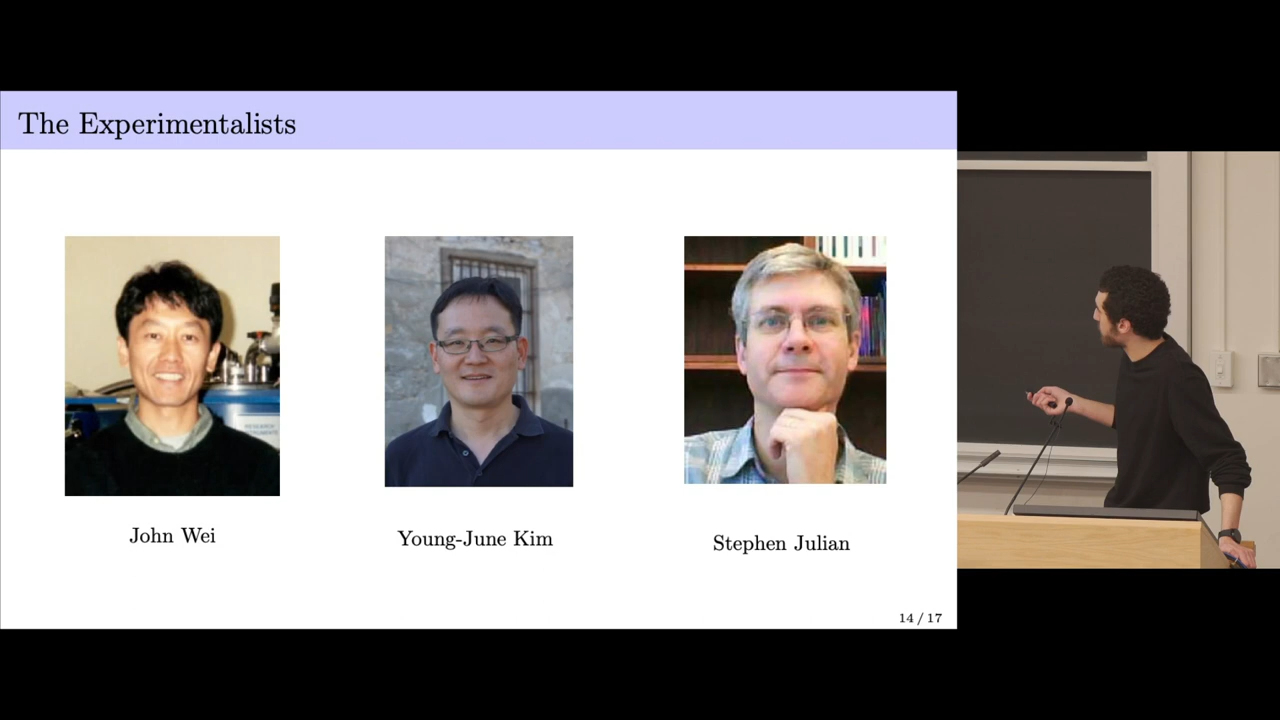 The Experimentalists
John Wei
Young-June Kim
Stephen Julian
14 / 17